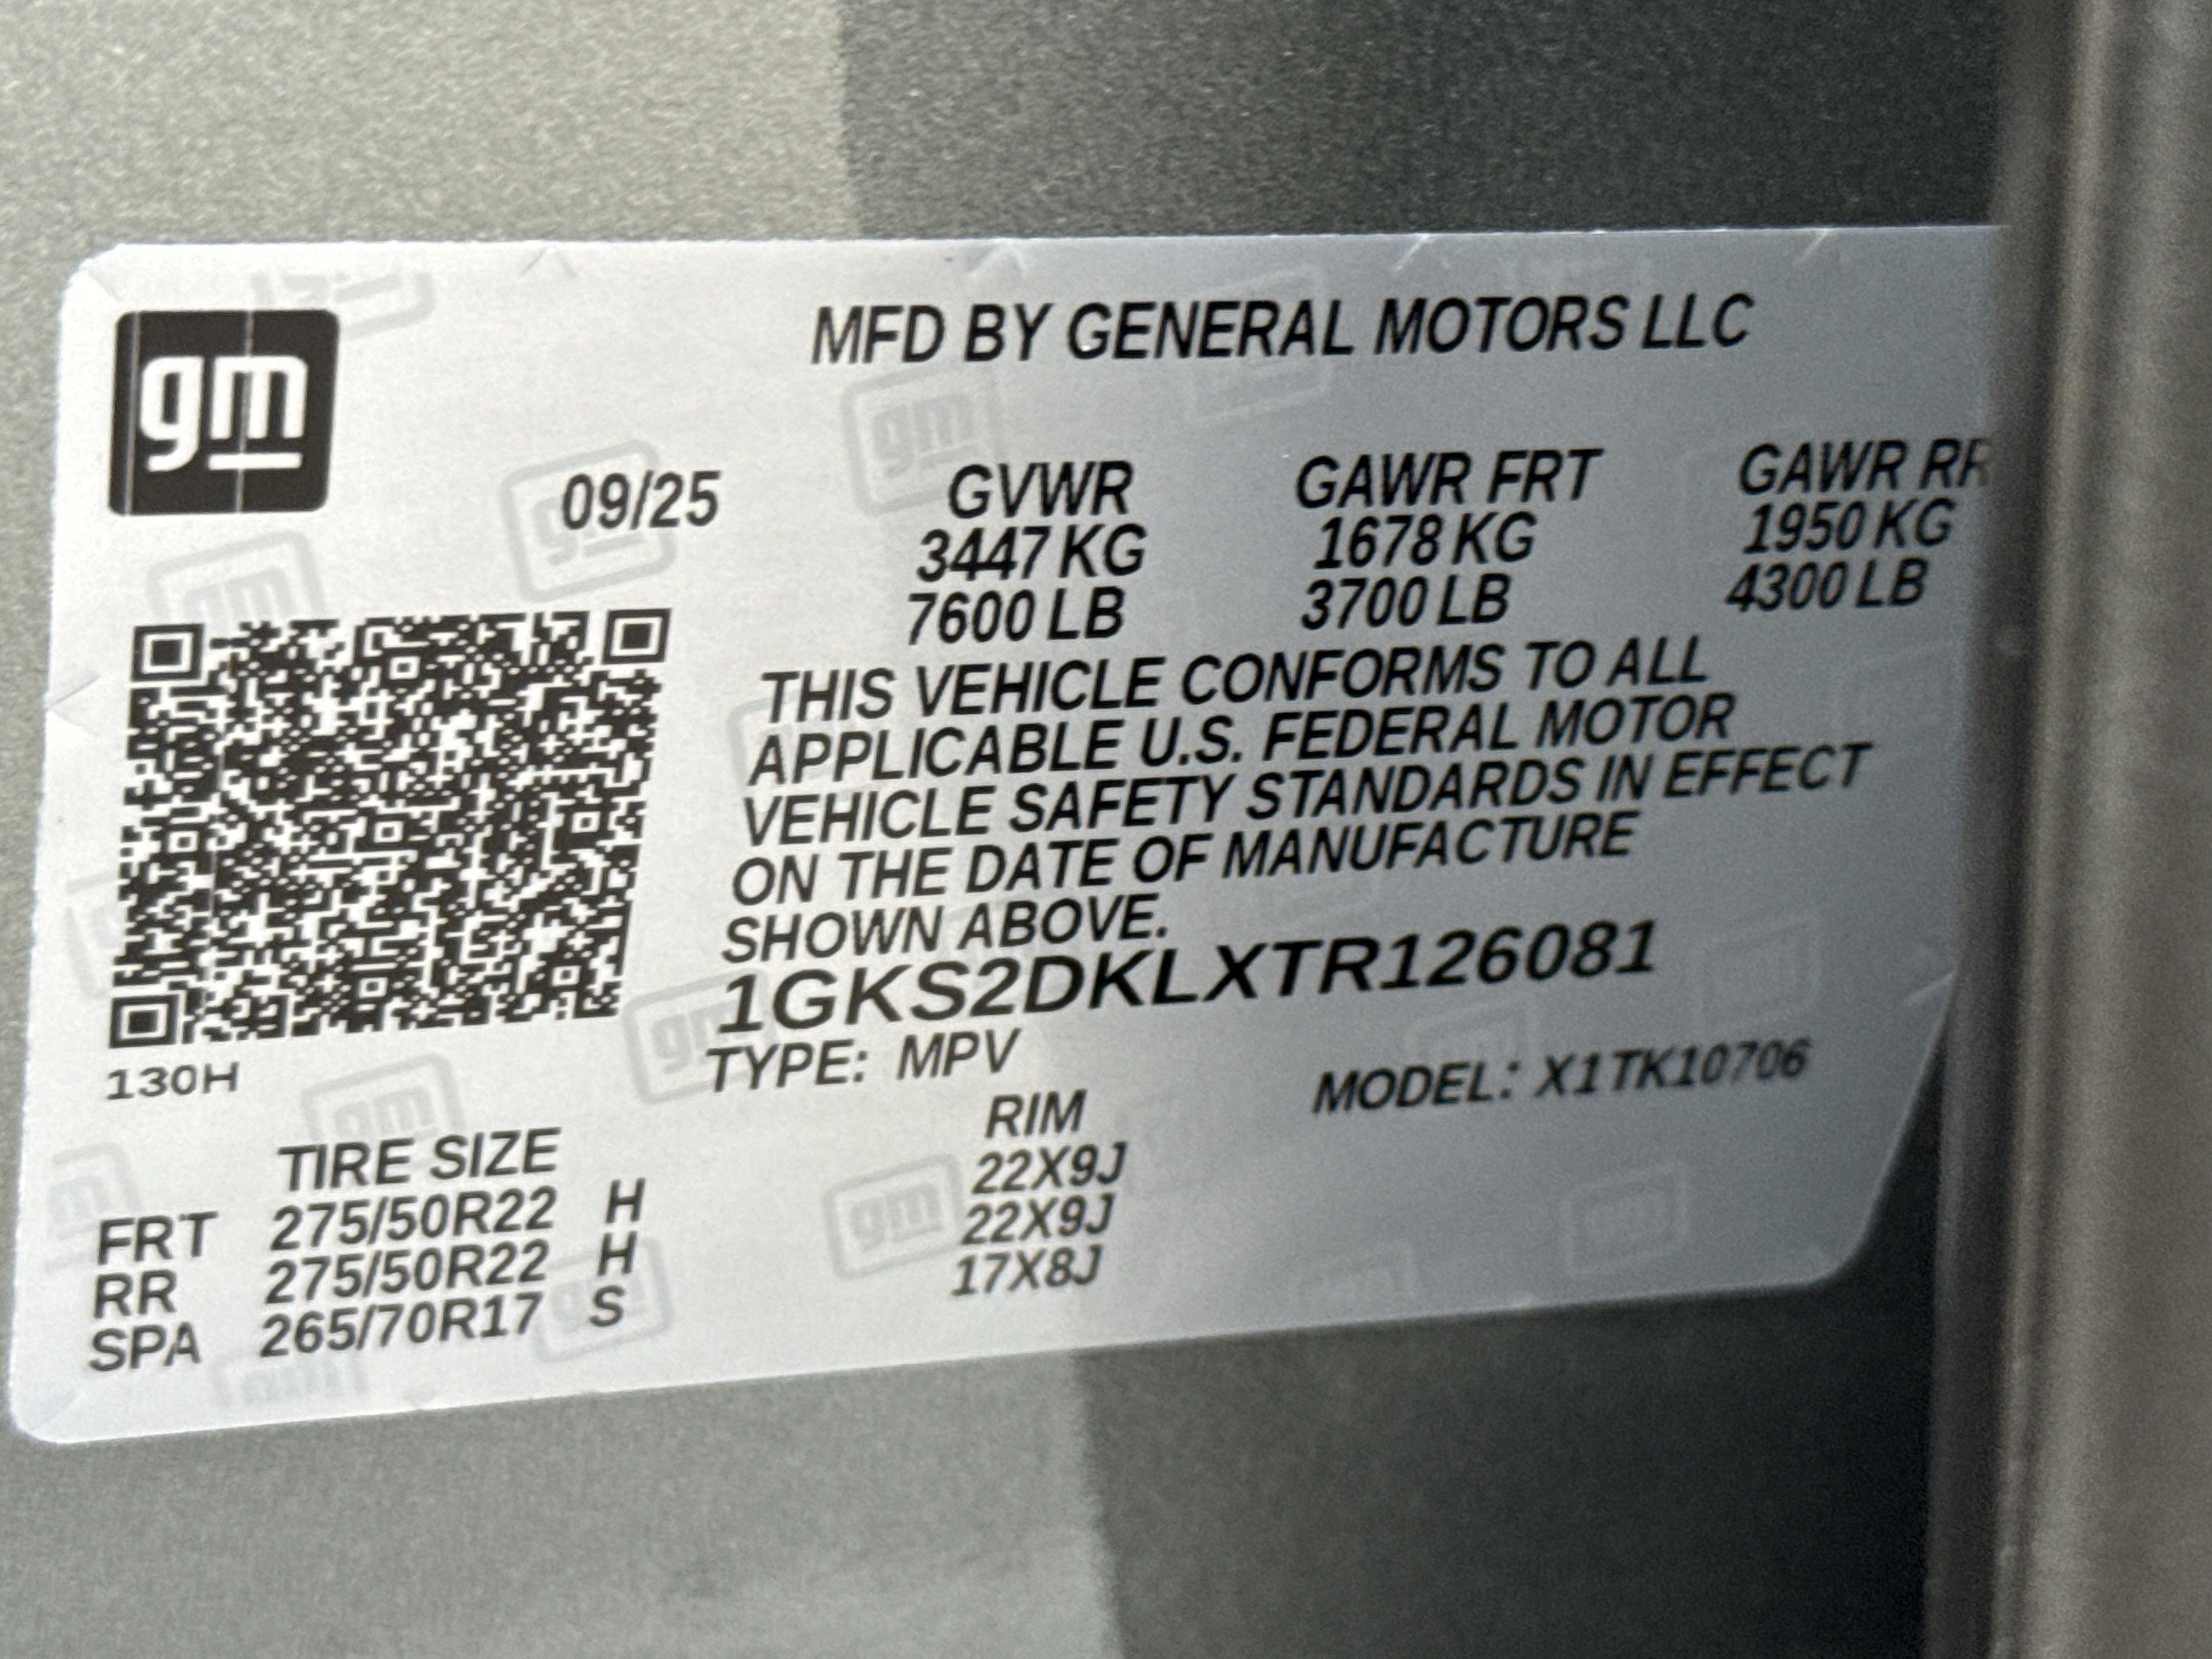 gm
MFD BY GENERAL MOTORS LLC
09/25 GVWR GAWR FRT GAWR RR
3447 KG 1678 KG 1950 KG
7600 LB 3700 LB 4300 LB
THIS VEHICLE CONFORMS TO ALL
APPLICABLE U.S. FEDERAL MOTOR
VEHICLE SAFETY STANDARDS IN EFFECT
ON THE DATE OF MANUFACTURE
SHOWN ABOVE.
1GKS2DKLXTR126081
TYPE: MPV MODEL: X1TK10706
130H
TIRE SIZE RIM
FRT 275/50R22 H 22X9J
RR 275/50R22 H 22X9J
SPA 265/70R17 S 17X8J